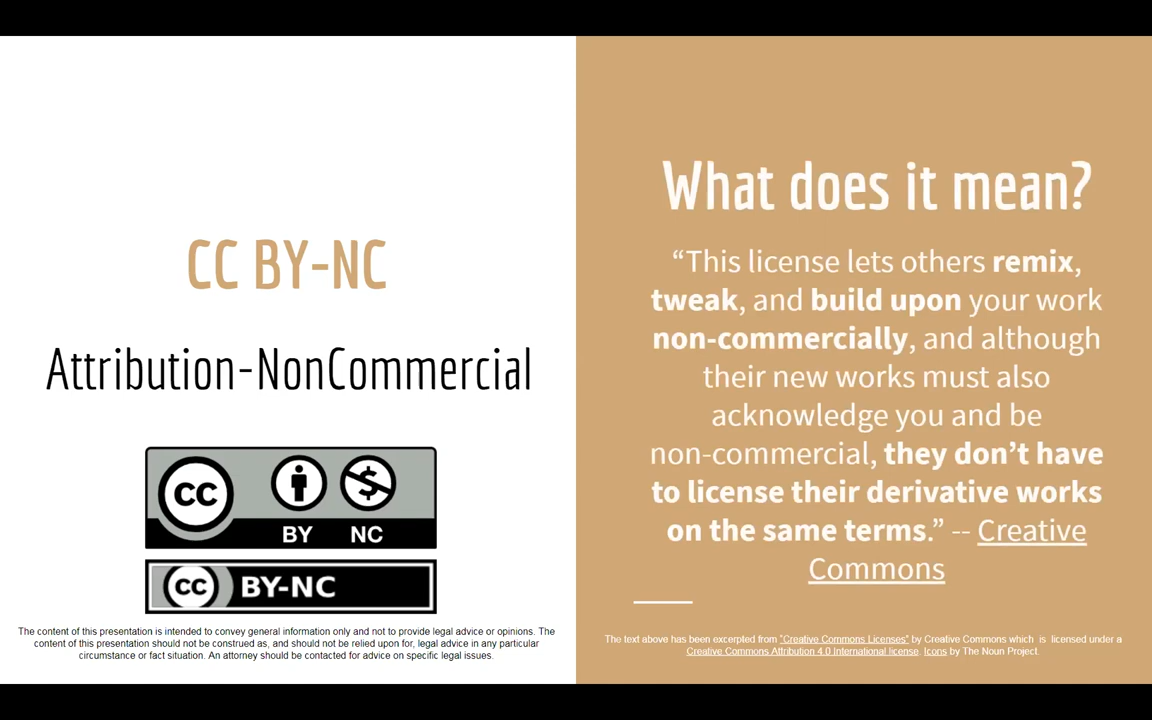 CC BY-NC
Attribution-NonCommercial
CC
BY NC
CC BY-NC
The content of this presentation is intended to convey general information only and not to provide legal advice or opinions. The
content of this presentation should not be construed as, and should not be relied upon for, legal advice in any particular
circumstance or fact situation. An attorney should be contacted for advice on specific legal issues.
What does it mean?
“This license lets others remix,
tweak, and build upon your work
non-commercially, and although
their new works must also
acknowledge you and be
non-commercial, they don’t have
to license their derivative works
on the same terms.” -- Creative
Commons
The text above has been excerpted from "Creative Commons Licenses" by Creative Commons which is licensed under a
Creative Commons Attribution 4.0 International license. Icons by The Noun Project.